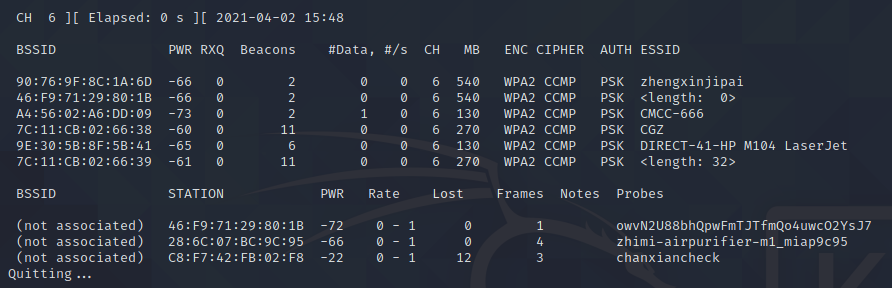 CH  6 ][ Elapsed: 0 s ][ 2021-04-02 15:48
BSSID              PWR RXQ  Beacons    #Data, #/s  CH   MB   ENC CIPHER  AUTH ESSID
90:76:9F:8C:1A:6D  -66   0        2        0    0   6  540   WPA2 CCMP   PSK  zhengxinjipai
46:F9:71:29:80:1B  -66   0        2        0    0   6  540   WPA2 CCMP   PSK  <length:  0>
A4:56:02:A6:DD:09  -73   0        2        1    0   6  130   WPA2 CCMP   PSK  CMCC-666
7C:11:CB:02:66:38  -60   0       11        0    0   6  270   WPA2 CCMP   PSK  CGZ
9E:30:5B:8F:5B:41  -65   0        6        0    0   6  130   WPA2 CCMP   PSK  DIRECT-41-HP M104 LaserJet
7C:11:CB:02:66:39  -61   0       11        0    0   6  270   WPA2 CCMP   PSK  <length: 32>
BSSID              STATION            PWR   Rate    Lost    Frames  Notes  Probes
(not associated)   46:F9:71:29:80:1B  -72    0 - 1      0        1         owvN2U88bhQpwFmTJTfmQo4uwcO2YsJ7
(not associated)   28:6C:07:BC:9C:95  -66    0 - 1      0        4         zhimi-airpurifier-m1_miap9c95
(not associated)   C8:F7:42:FB:02:F8  -22    0 - 1     12        3         chanxiancheck
Quitting...